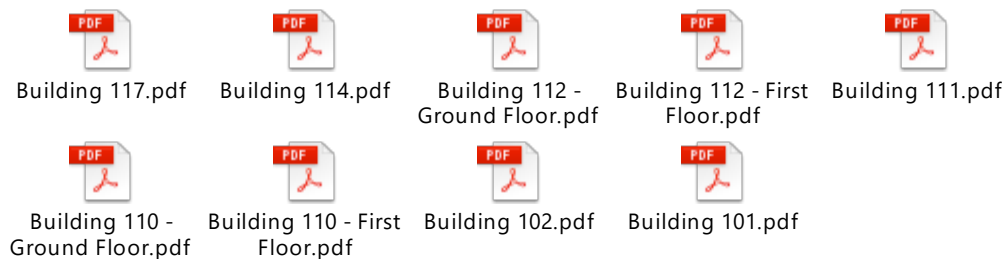 PDF PDF PDF PDF PDF
Building 117.pdf Building 114.pdf Building 112 - Building 112 - First Building 111.pdf
Ground Floor.pdf Floor.pdf
PDF PDF PDF PDF
Building 110 - Building 110 - First Building 102.pdf Building 101.pdf
Ground Floor.pdf Floor.pdf